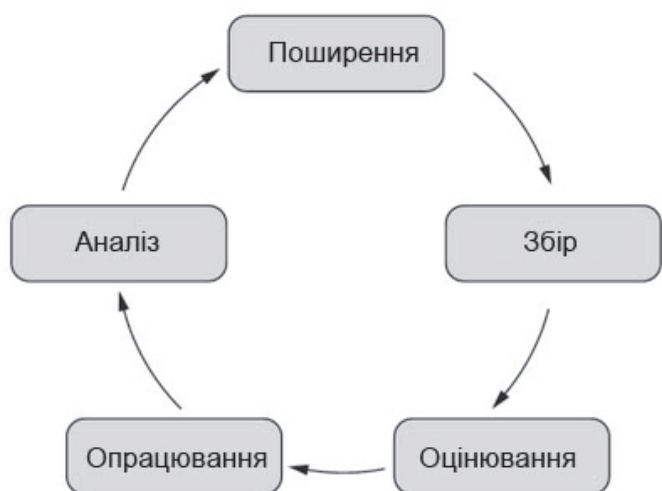 Поширення
Збір
Оцінювання
Опрацювання
Аналіз